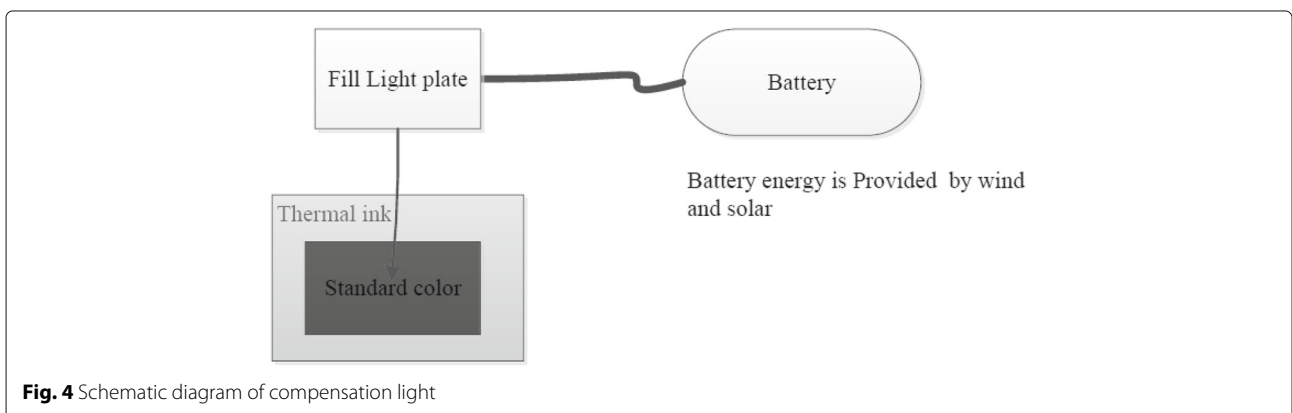 Fill Light plate
Battery
Battery energy is Provided by wind
and solar
Thermal ink
Standard color
Fig. 4 Schematic diagram of compensation light